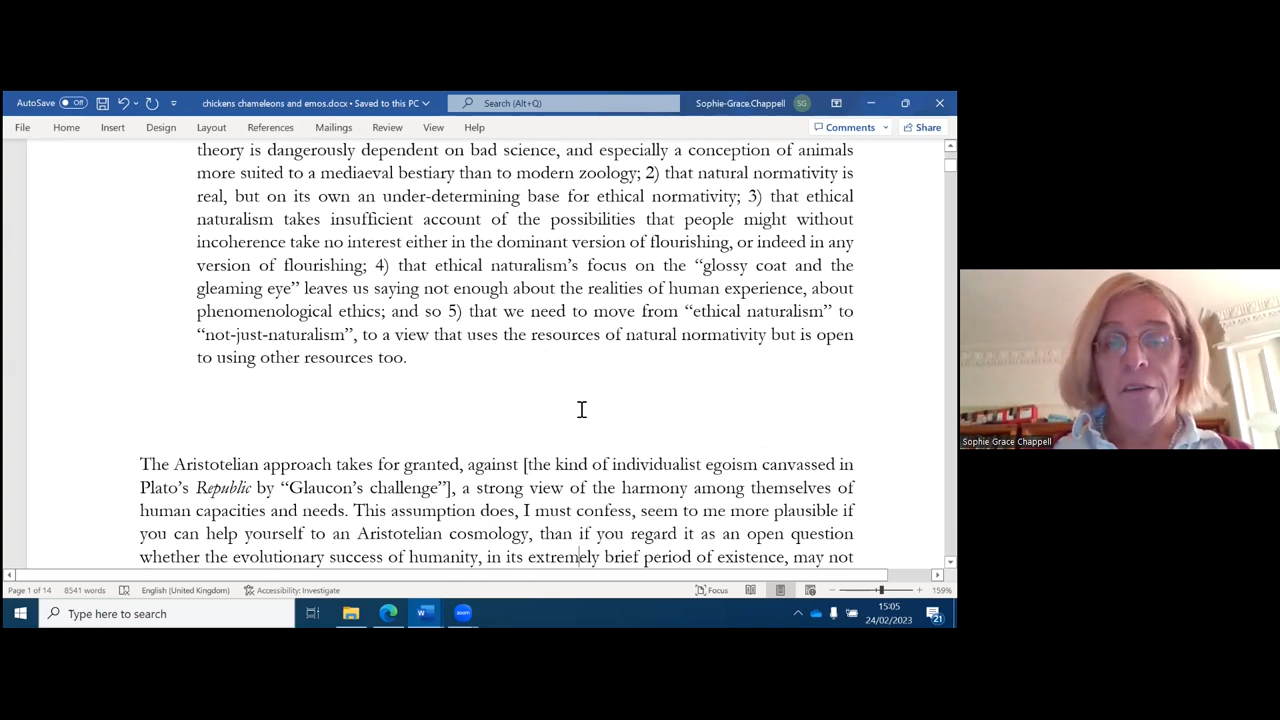 AutoSave Off
chickens chameleons and emos.docx • Saved to this PC
Search (Alt+Q)
Sophie-Grace.Chappell SG
File Home Insert Design Layout References Mailings Review View Help
Comments Share
theory is dangerously dependent on bad science, and especially a conception of animals
more suited to a mediaeval bestiary than to modern zoology; 2) that natural normativity is
real, but on its own an under-determining base for ethical normativity; 3) that ethical
naturalism takes insufficient account of the possibilities that people might without
incoherence take no interest either in the dominant version of flourishing, or indeed in any
version of flourishing; 4) that ethical naturalism’s focus on the “glossy coat and the
gleaming eye” leaves us saying not enough about the realities of human experience, about
phenomenological ethics; and so 5) that we need to move from “ethical naturalism” to
“not-just-naturalism”, to a view that uses the resources of natural normativity but is open
to using other resources too.
The Aristotelian approach takes for granted, against [the kind of individualist egoism canvassed in
Plato’s Republic by “Glaucon’s challenge”], a strong view of the harmony among themselves of
human capacities and needs. This assumption does, I must confess, seem to me more plausible if
you can help yourself to an Aristotelian cosmology, than if you regard it as an open question
whether the evolutionary success of humanity, in its extremely brief period of existence, may not
Page 1 of 14 8541 words English (United Kingdom) Accessibility: Investigate
Focus 159%
Type here to search
15:05
24/02/2023
21
Sophie Grace Chappell